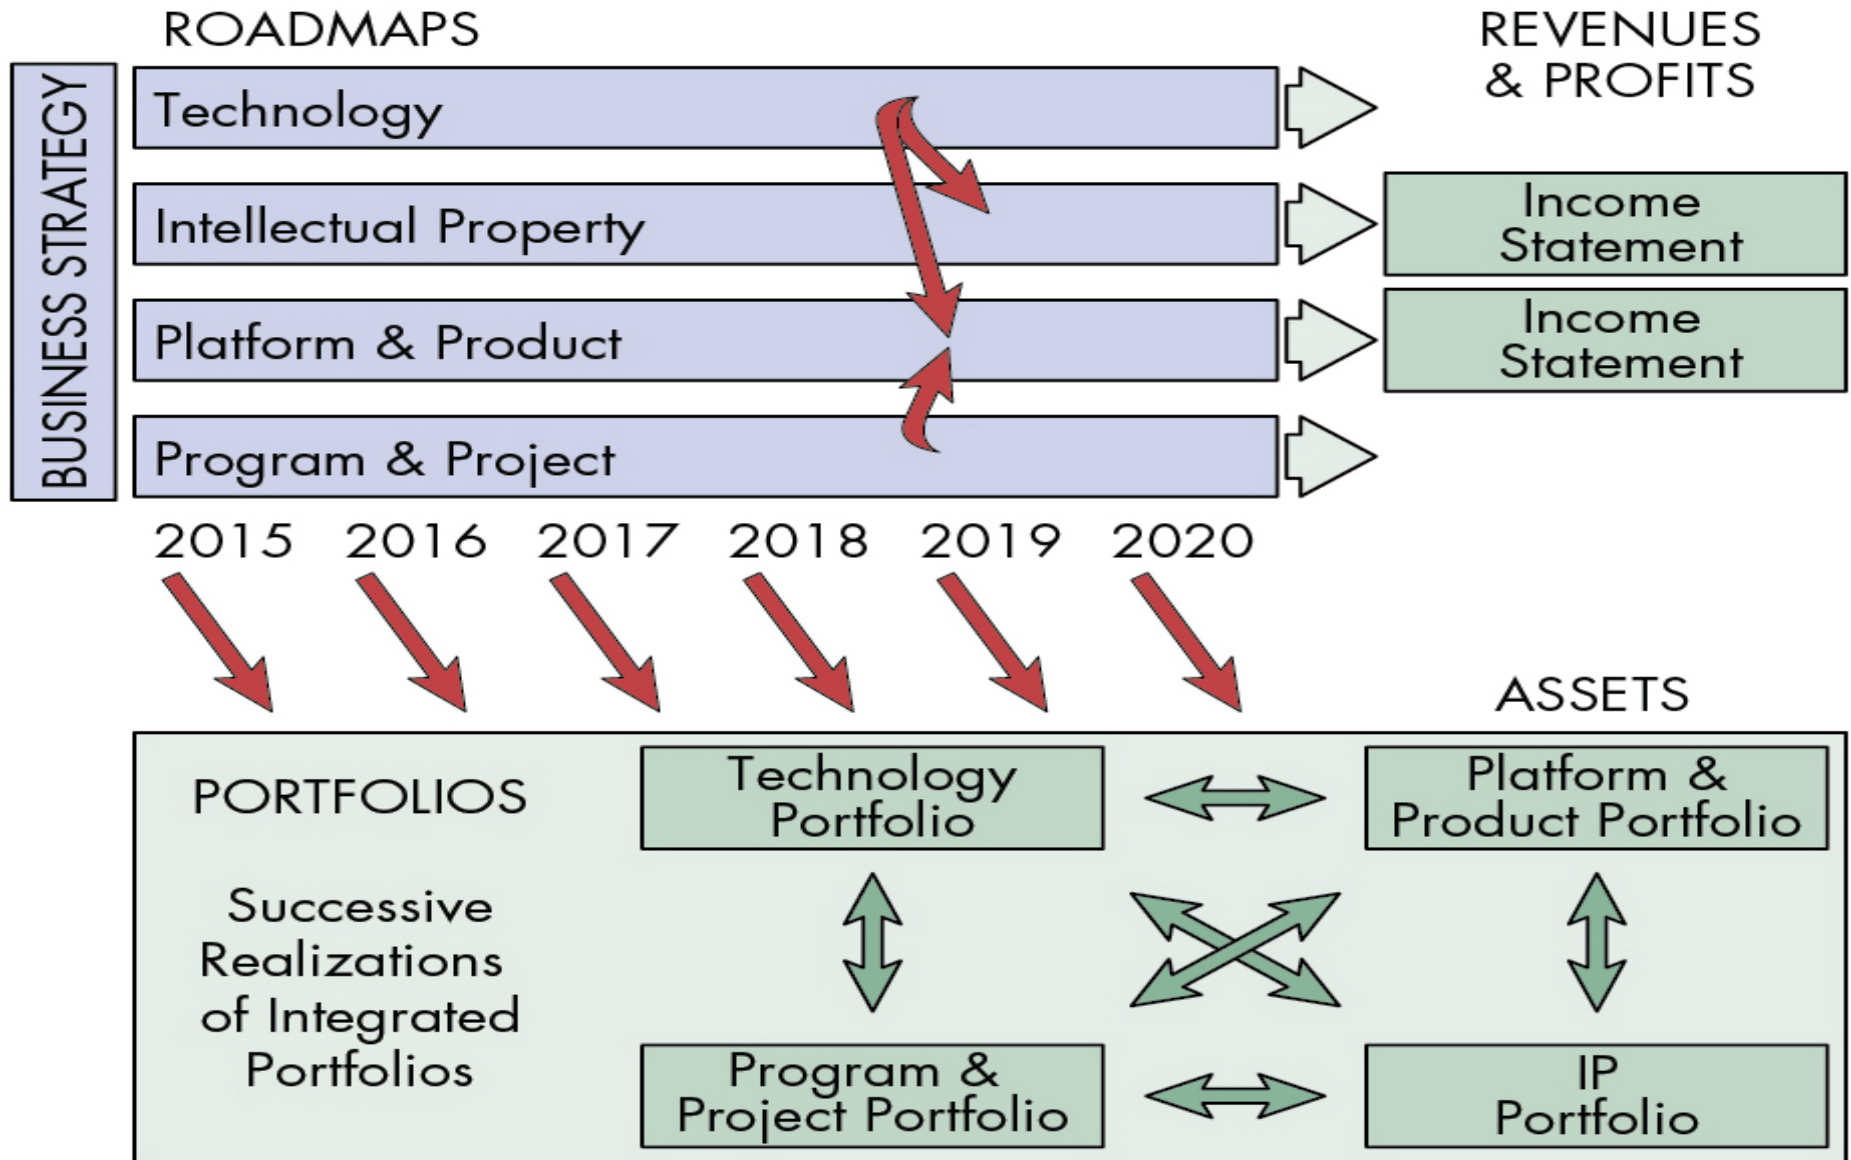 ROADMAPS
REVENUES
& PROFITS
BUSINESS STRATEGY
Technology
Intellectual Property
Income
Statement
Platform & Product
Income
Statement
Program & Project
2015 2016 2017 2018 2019 2020
ASSETS
PORTFOLIOS
Successive
Realizations
of Integrated
Portfolios
Technology
Portfolio
Platform &
Product Portfolio
Program &
Project Portfolio
IP
Portfolio